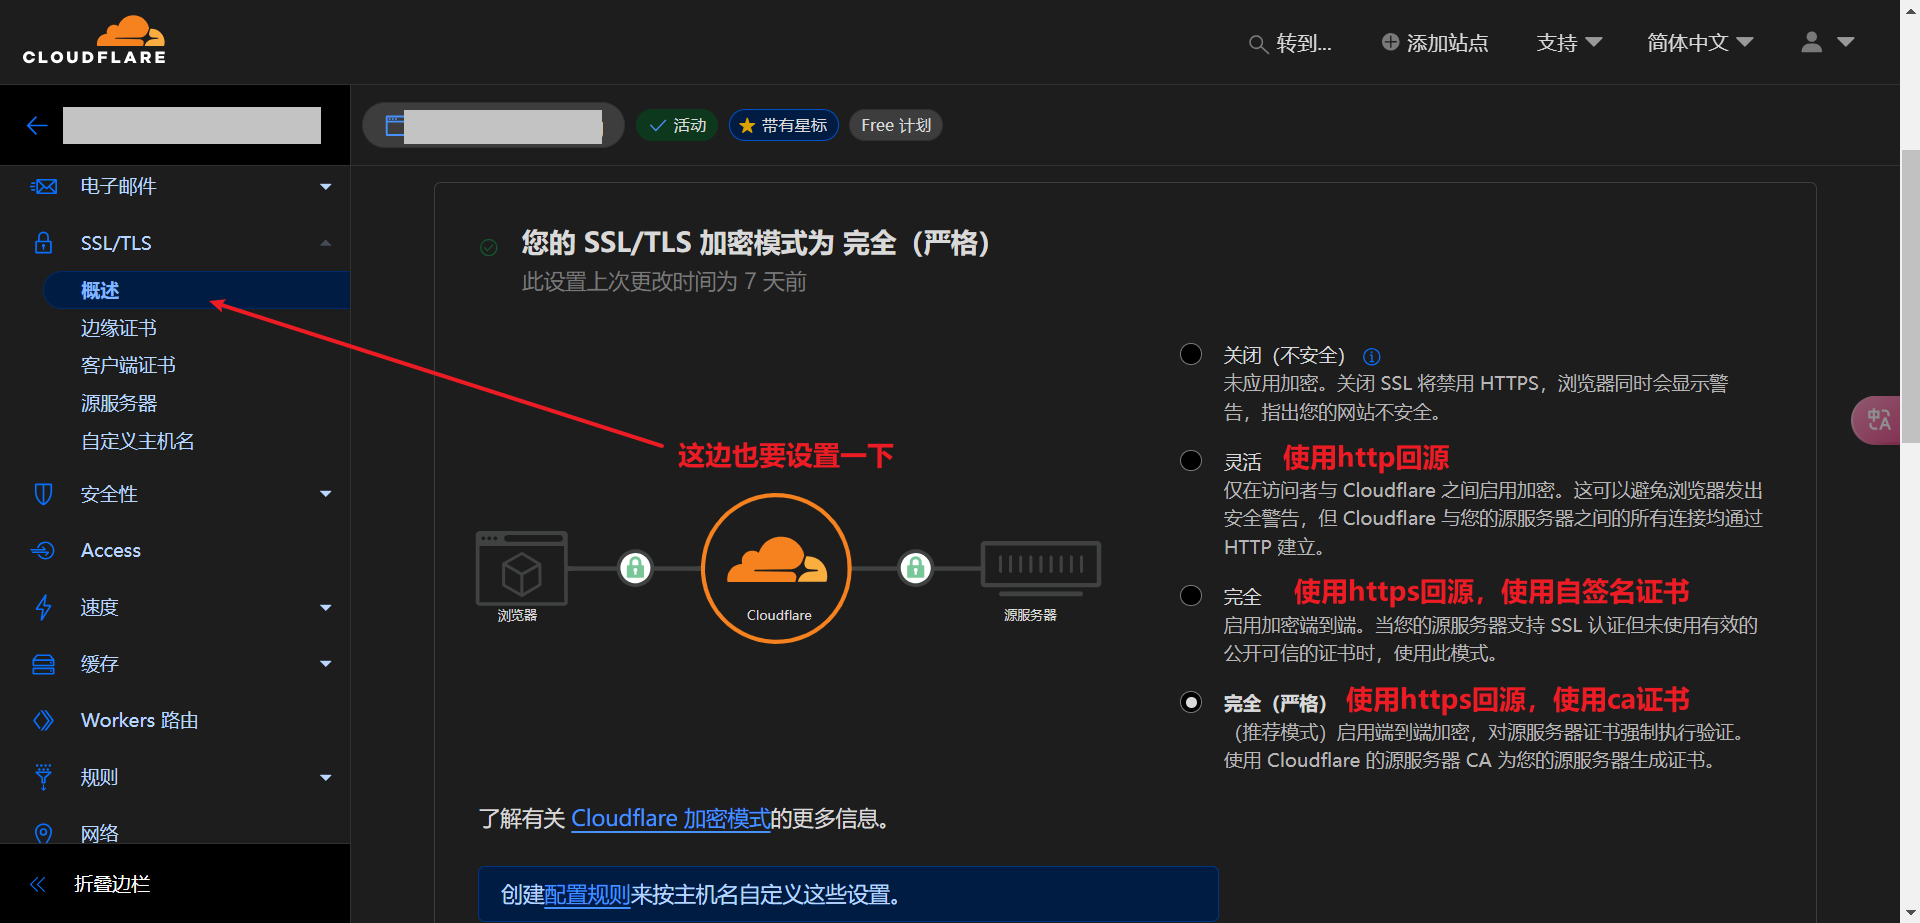 CLOUDFLARE
转到...
添加站点
支持
简体中文
活动
带有星标
Free 计划
电子邮件
SSL/TLS
概述
边缘证书
客户端证书
源服务器
自定义主机名
安全性
Access
速度
缓存
Workers 路由
规则
网络
折叠边栏
您的 SSL/TLS 加密模式为 完全（严格）
此设置上次更改时间为 7 天前
这边也要设置一下
浏览器
Cloudflare
源服务器
关闭（不安全）
未应用加密。关闭 SSL 将禁用 HTTPS，浏览器同时会显示警
告，指出您的网站不安全。
灵活 使用http回源
仅在访问者与 Cloudflare 之间启用加密。这可以避免浏览器发出
安全警告，但 Cloudflare 与您的源服务器之间的所有连接均通过
HTTP 建立。
完全 使用https回源，使用自签名证书
启用加密端到端。当您的源服务器支持 SSL 认证但未使用有效的
公开可信的证书时，使用此模式。
完全（严格） 使用https回源，使用ca证书
（推荐模式）启用端到端加密，对源服务器证书强制执行验证。
使用 Cloudflare 的源服务器 CA 为您的源服务器生成证书。
了解有关 Cloudflare 加密模式的更多信息。
创建配置规则来按主机名自定义这些设置。
中A